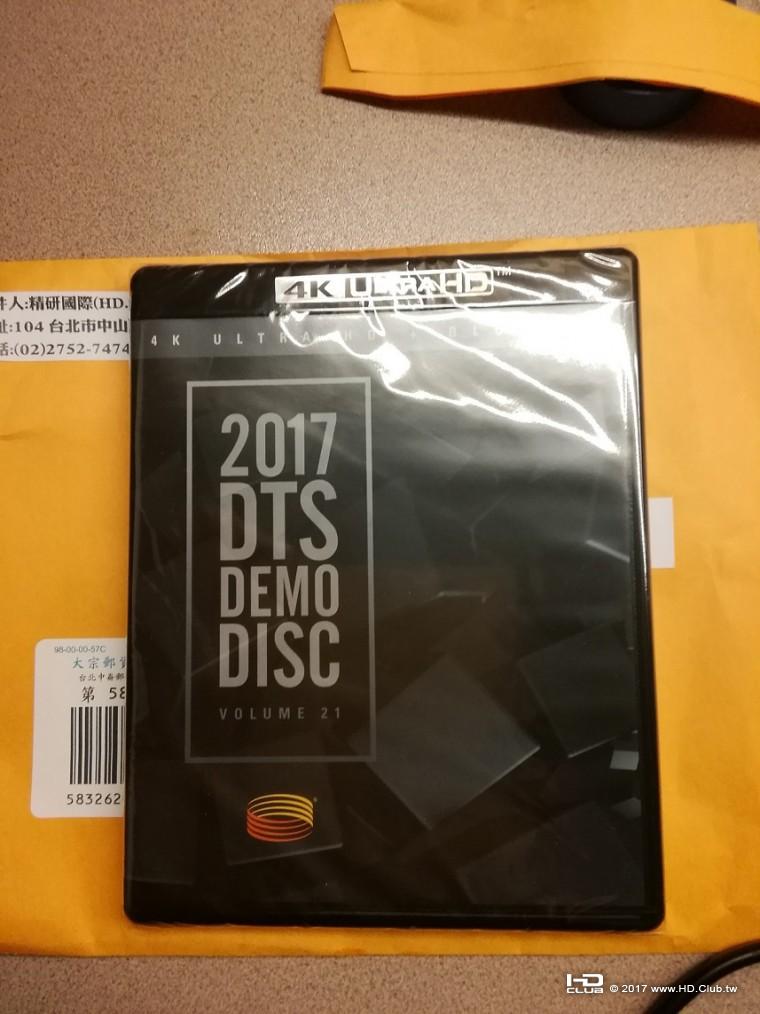 4K ULTRA HD™
4K ULTRA HD +
件人:精研國際(HD.
址:104 台北市中山
話:(02)2752-7474
2017
DTS
DEMO
DISC
VOLUME 21
98-00-00-57C
大宗郵資
台北中崙郵
第 58
583262
HD
CLUB © 2017 www.HD.Club.tw